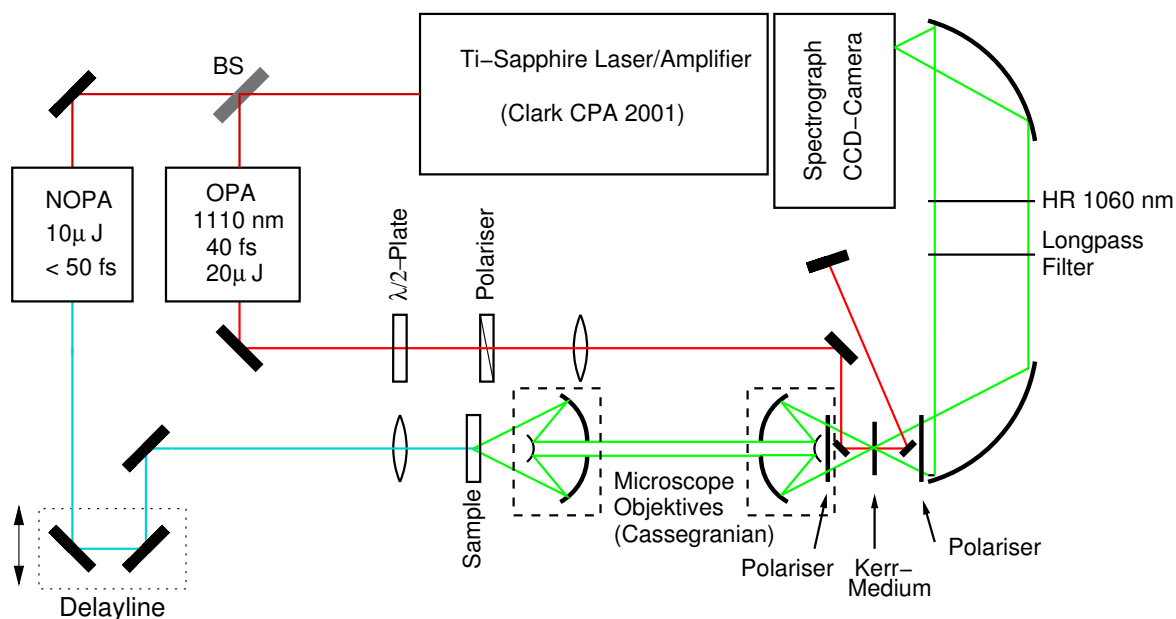 BS
Ti−Sapphire Laser/Amplifier
(Clark CPA 2001)
Spectrograph
CCD−Camera
NOPA
10μ J
< 50 fs
OPA
1110 nm
40 fs
20μ J
HR 1060 nm
Longpass
Filter
λ/2−Plate
Polariser
Sample
Microscope
Objektives
(Cassegranian)
Polariser
Kerr−
Medium
Polariser
Delayline